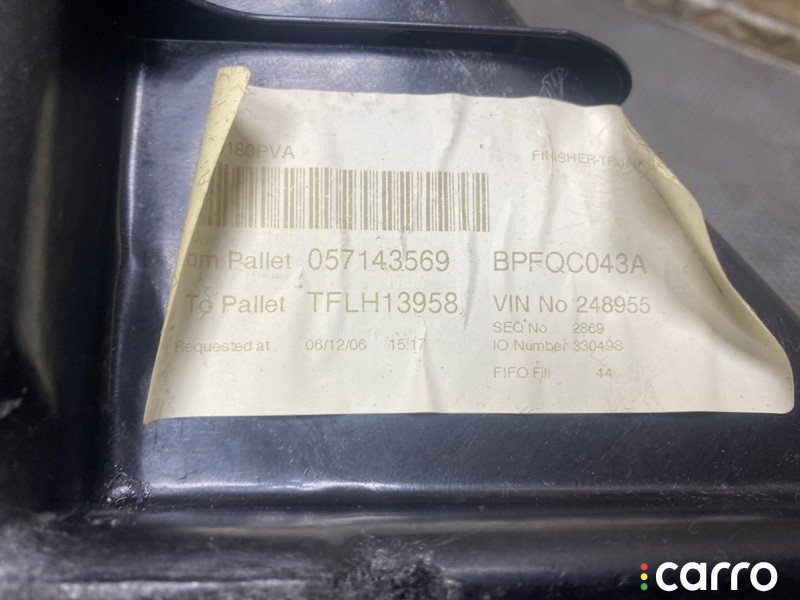 180PVA
FINISHER-TRUNK
om Pallet 057143569 BPFQC043A
To Pallet TFLH13958 VIN No 248955
SEQ No 2869
Requested at 06/12/06 15:17 IO Number 330498
FIFO Fill 44
carro